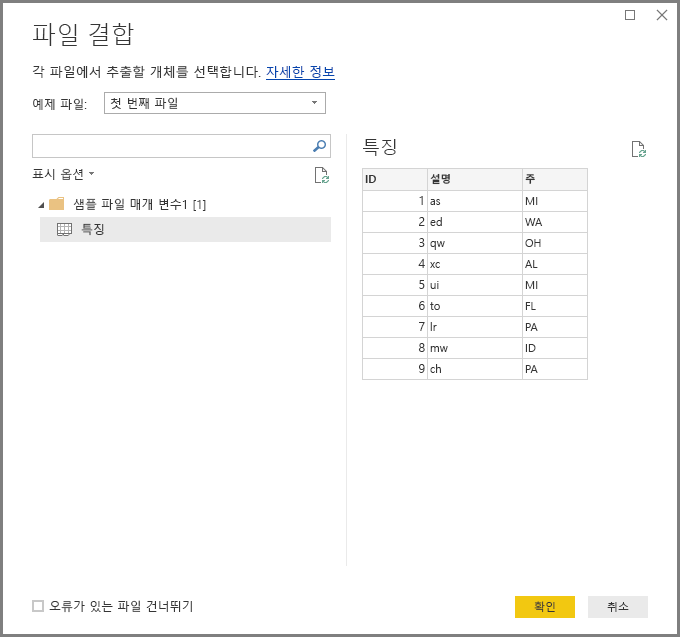 파일 결합
각 파일에서 추출할 개체를 선택합니다. 자세한 정보
예제 파일: 첫 번째 파일
표시 옵션
샘플 파일 매개 변수1 [1]
특징
특징
ID 설명 주
1 as MI
2 ed WA
3 qw OH
4 xc AL
5 ui MI
6 to FL
7 lr PA
8 mw ID
9 ch PA
오류가 있는 파일 건너뛰기
확인 취소